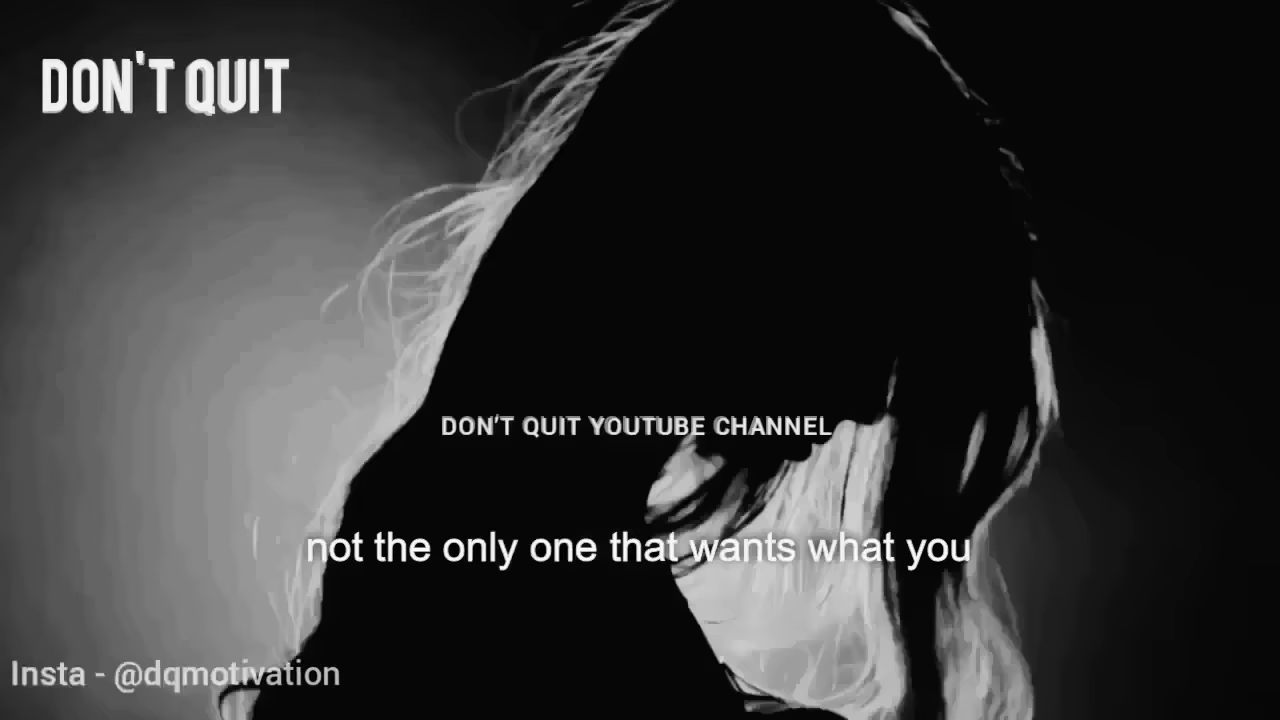 DON'T QUIT
DON'T QUIT YOUTUBE CHANNEL
not the only one that wants what you
Insta - @dqmotivation